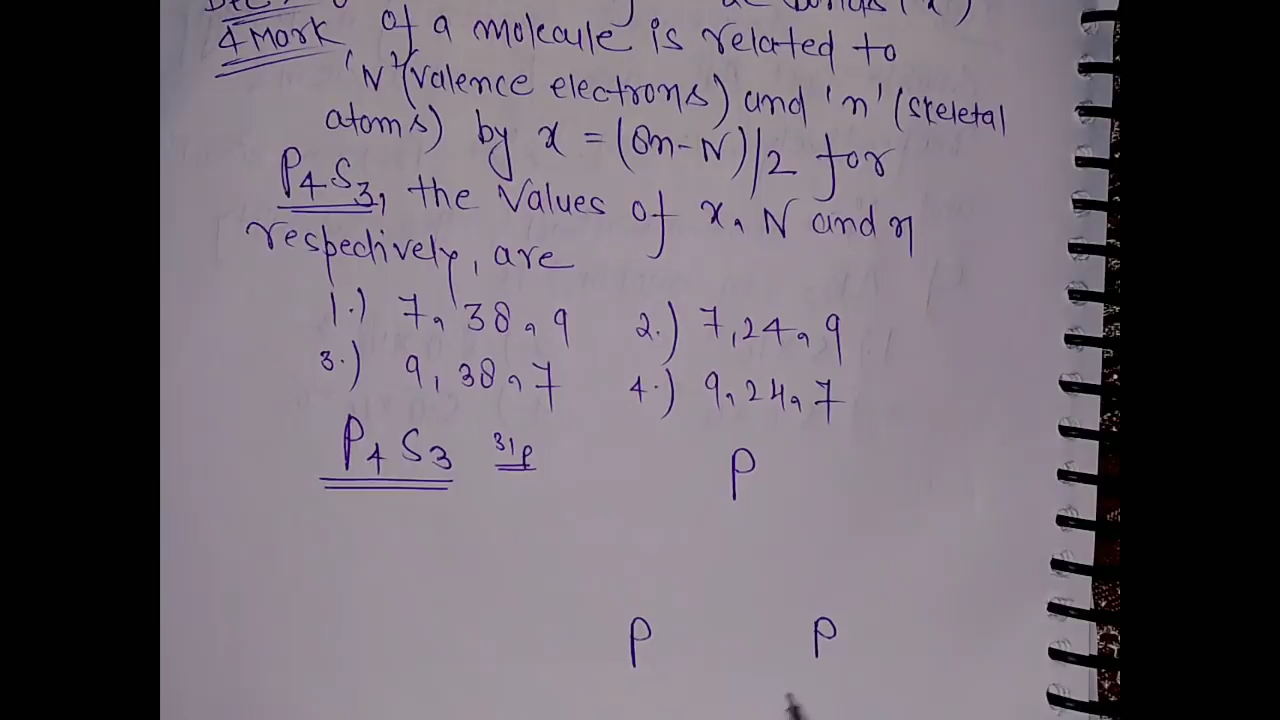 4 Mark of a molecule is related to
'N' (valence electrons) and 'n' (skeletal
atoms) by x = (8n-N)/2 for
P4S3, the values of x, N and n
respectively, are
1.) 7, 38, 9 2.) 7, 24, 9
3.) 9, 38, 7 4.) 9, 24, 7
P4S3 31P P
P P